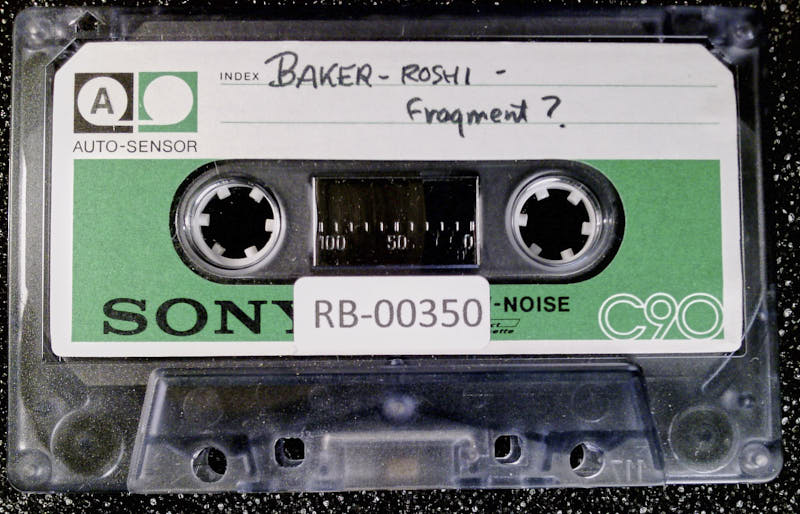 INDEX BAKER-ROSHI -
Fragment?
A
AUTO-SENSOR
100 50 0
SONY
RB-00350
-NOISE
C90